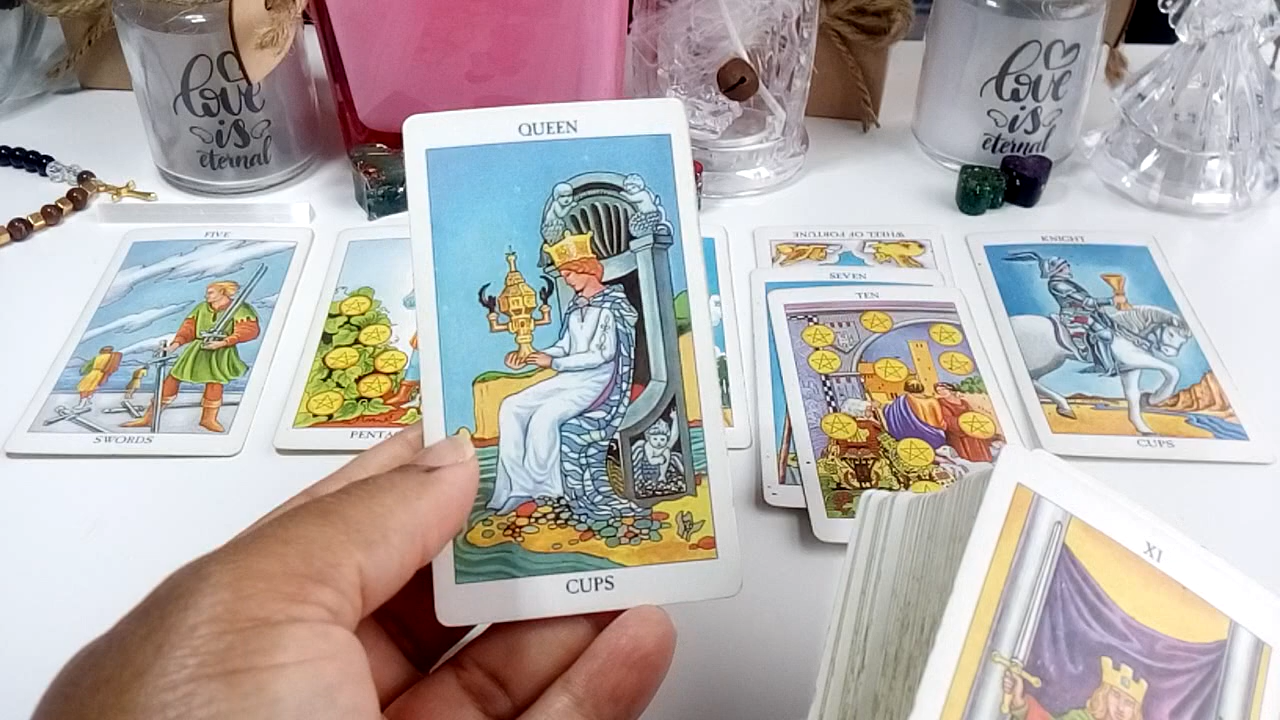 love
is
eternal
love
is
eternal
QUEEN
CUPS
FIVE
SWORDS
PENTA
WHEEL OF FORTUNE
SEVEN
TEN
KNIGHT
CUPS
XI